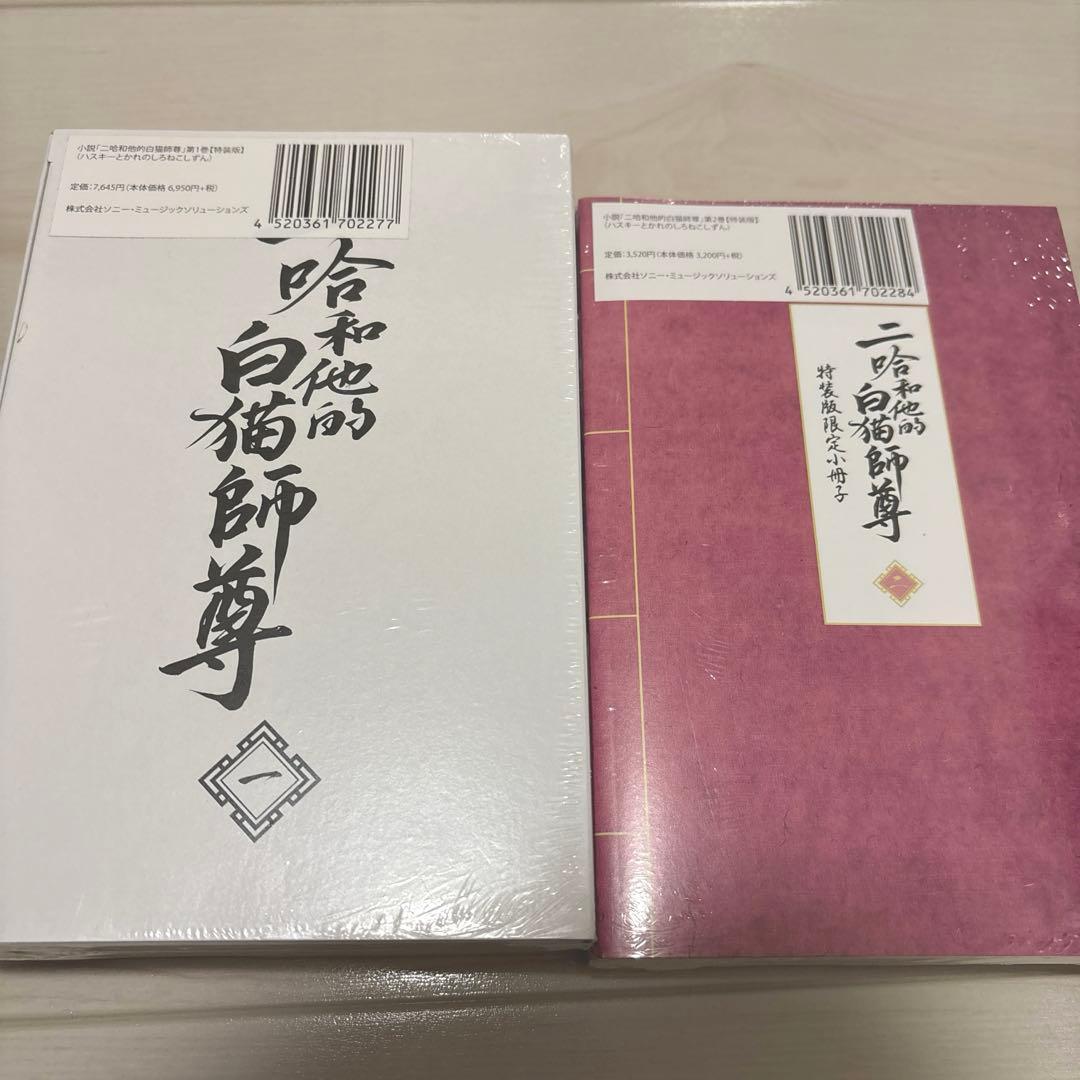 小説「二哈和他的白猫師尊」第1巻【特装版】
(ハスキーとかれのしろねこしずん)
定価:7,645円(本体価格 6,950円+税)
株式会社ソニー・ミュージックソリューションズ
4 520361 702277
哈和他的
白猫師尊
一
小説「二哈和他的白猫師尊」第2巻【特装版】
(ハスキーとかれのしろねこしずん)
定価:3,520円(本体価格 3,200円+税)
株式会社ソニー・ミュージックソリューションズ
4 520361 702284
二哈和他的
白猫師尊
特装版限定小冊子
二